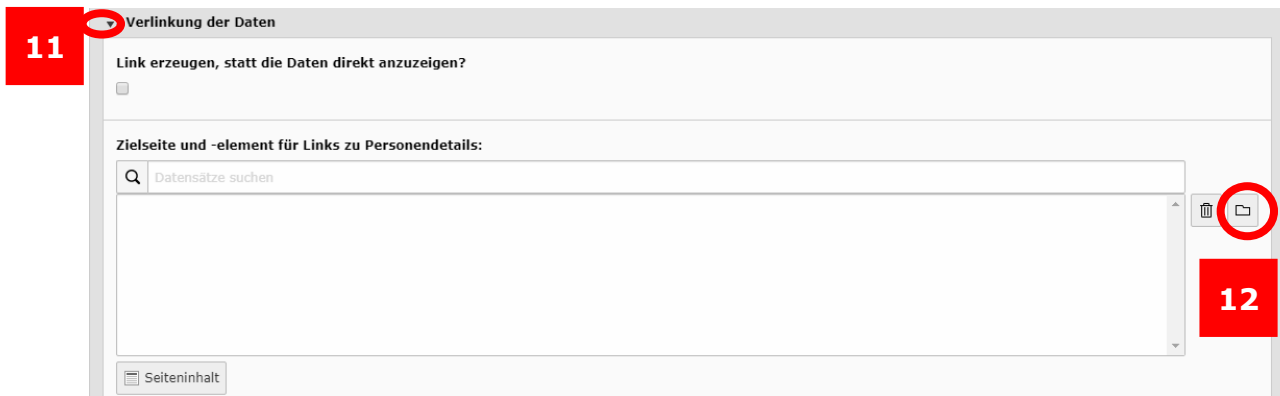 11
Verlinkung der Daten
Link erzeugen, statt die Daten direkt anzuzeigen?
Zielseite und -element für Links zu Personendetails:
Datensätze suchen
12
Seiteninhalt